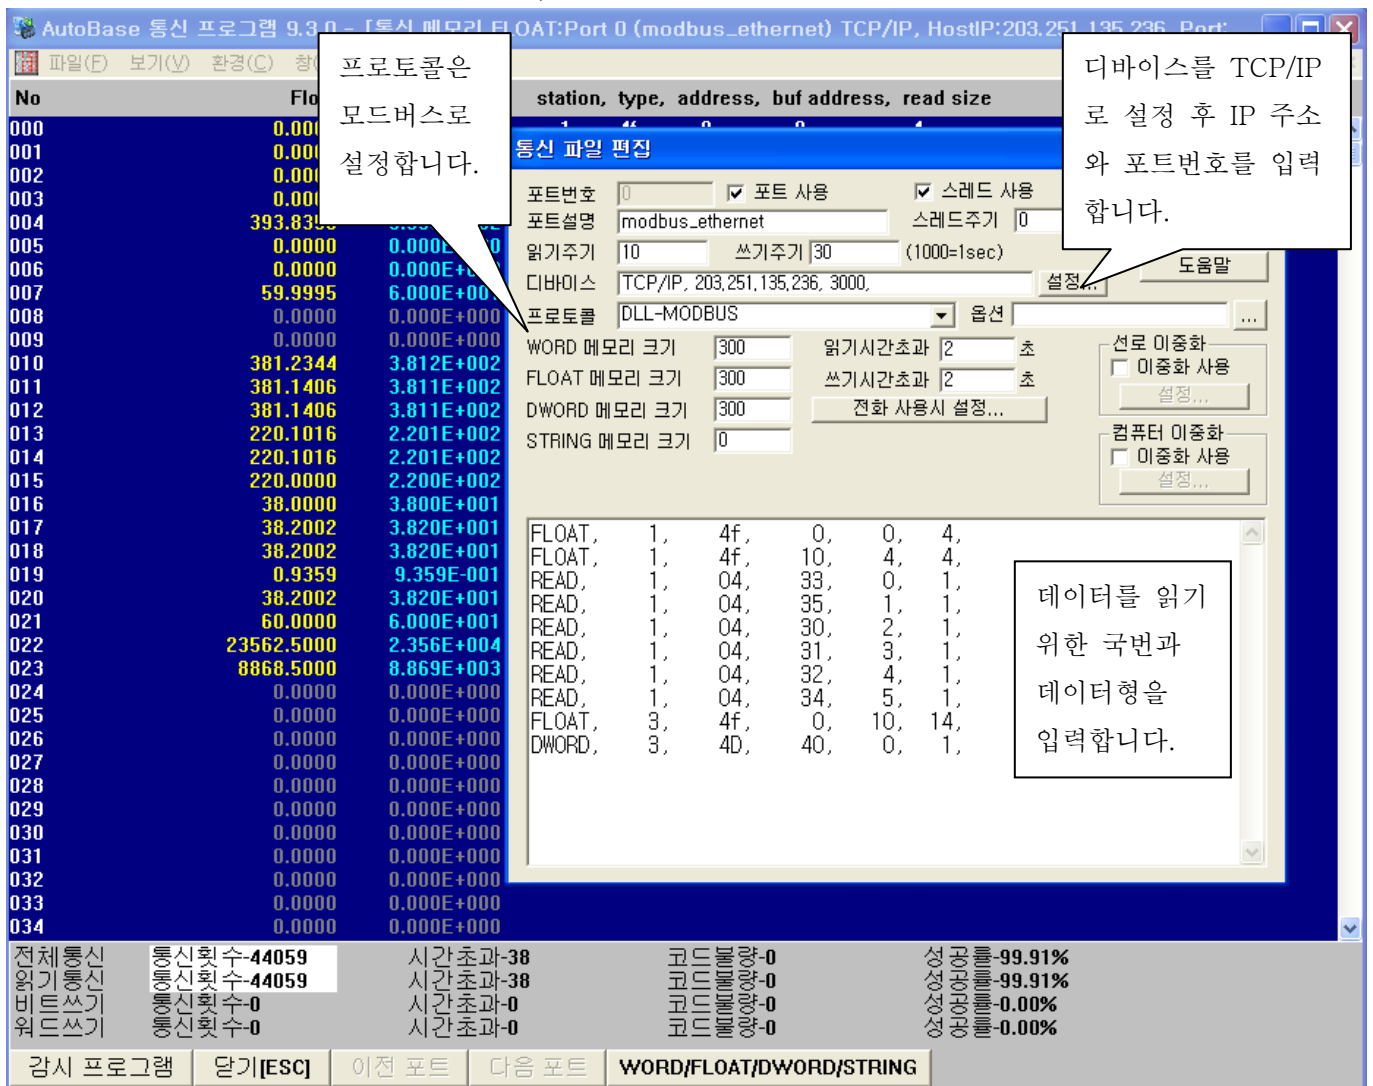 AutoBase 통신 프로그램 9.3.0 - [통신 메모리 FLOAT:Port 0 (modbus_ethernet) TCP/IP, HostIP:203.251.135.236, Port:
파일(F) 보기(V) 환경(C)
프로토콜은
모드버스로
설정합니다.
디바이스를 TCP/IP
로 설정 후 IP 주소
와 포트번호를 입력
합니다.
No Flo station, type, address, buf address, read size
000 0.00
001 0.00
002 0.00
003 0.00
004 393.83
005 0.0000 0.000E
006 0.0000 0.000E+0
007 59.9995 6.000E+00
008 0.0000 0.000E+000
009 0.0000 0.000E+000
010 381.2344 3.812E+002
011 381.1406 3.811E+002
012 381.1406 3.811E+002
013 220.1016 2.201E+002
014 220.1016 2.201E+002
015 220.0000 2.200E+002
016 38.0000 3.800E+001
017 38.2002 3.820E+001
018 38.2002 3.820E+001
019 0.9359 9.359E-001
020 38.2002 3.820E+001
021 60.0000 6.000E+001
022 23562.5000 2.356E+004
023 8868.5000 8.869E+003
024 0.0000 0.000E+000
025 0.0000 0.000E+000
026 0.0000 0.000E+000
027 0.0000 0.000E+000
028 0.0000 0.000E+000
029 0.0000 0.000E+000
030 0.0000 0.000E+000
031 0.0000 0.000E+000
032 0.0000 0.000E+000
033 0.0000 0.000E+000
034 0.0000 0.000E+000
통신 파일 편집
포트번호 0 포트 사용 스레드 사용
포트설명 modbus_ethernet 스레드주기 0
읽기주기 10 쓰기주기 30 (1000=1sec)
도움말
디바이스 TCP/IP, 203,251,135,236, 3000, 설정...
프로토콜 DLL-MODBUS 옵션 ...
WORD 메모리 크기 300 읽기시간초과 2 초
FLOAT 메모리 크기 300 쓰기시간초과 2 초
DWORD 메모리 크기 300 전화 사용시 설정...
STRING 메모리 크기 0
선로 이중화
이중화 사용
설정...
컴퓨터 이중화
이중화 사용
설정...
FLOAT, 1, 4f, 0, 0, 4,
FLOAT, 1, 4f, 10, 4, 4,
READ, 1, 04, 33, 0, 1,
READ, 1, 04, 35, 1, 1,
READ, 1, 04, 30, 2, 1,
READ, 1, 04, 31, 3, 1,
READ, 1, 04, 32, 4, 1,
READ, 1, 04, 34, 5, 1,
FLOAT, 3, 4f, 0, 10, 14,
DWORD, 3, 4D, 40, 0, 1,
데이터를 읽기
위한 국번과
데이터형을
입력합니다.
전체통신 통신횟수-44059 시간초과-38 코드불량-0 성공률-99.91%
읽기통신 통신횟수-44059 시간초과-38 코드불량-0 성공률-99.91%
비트쓰기 통신횟수-0 시간초과-0 코드불량-0 성공률-0.00%
워드쓰기 통신횟수-0 시간초과-0 코드불량-0 성공률-0.00%
감시 프로그램 닫기[ESC] 이전 포트 다음 포트 WORD/FLOAT/DWORD/STRING